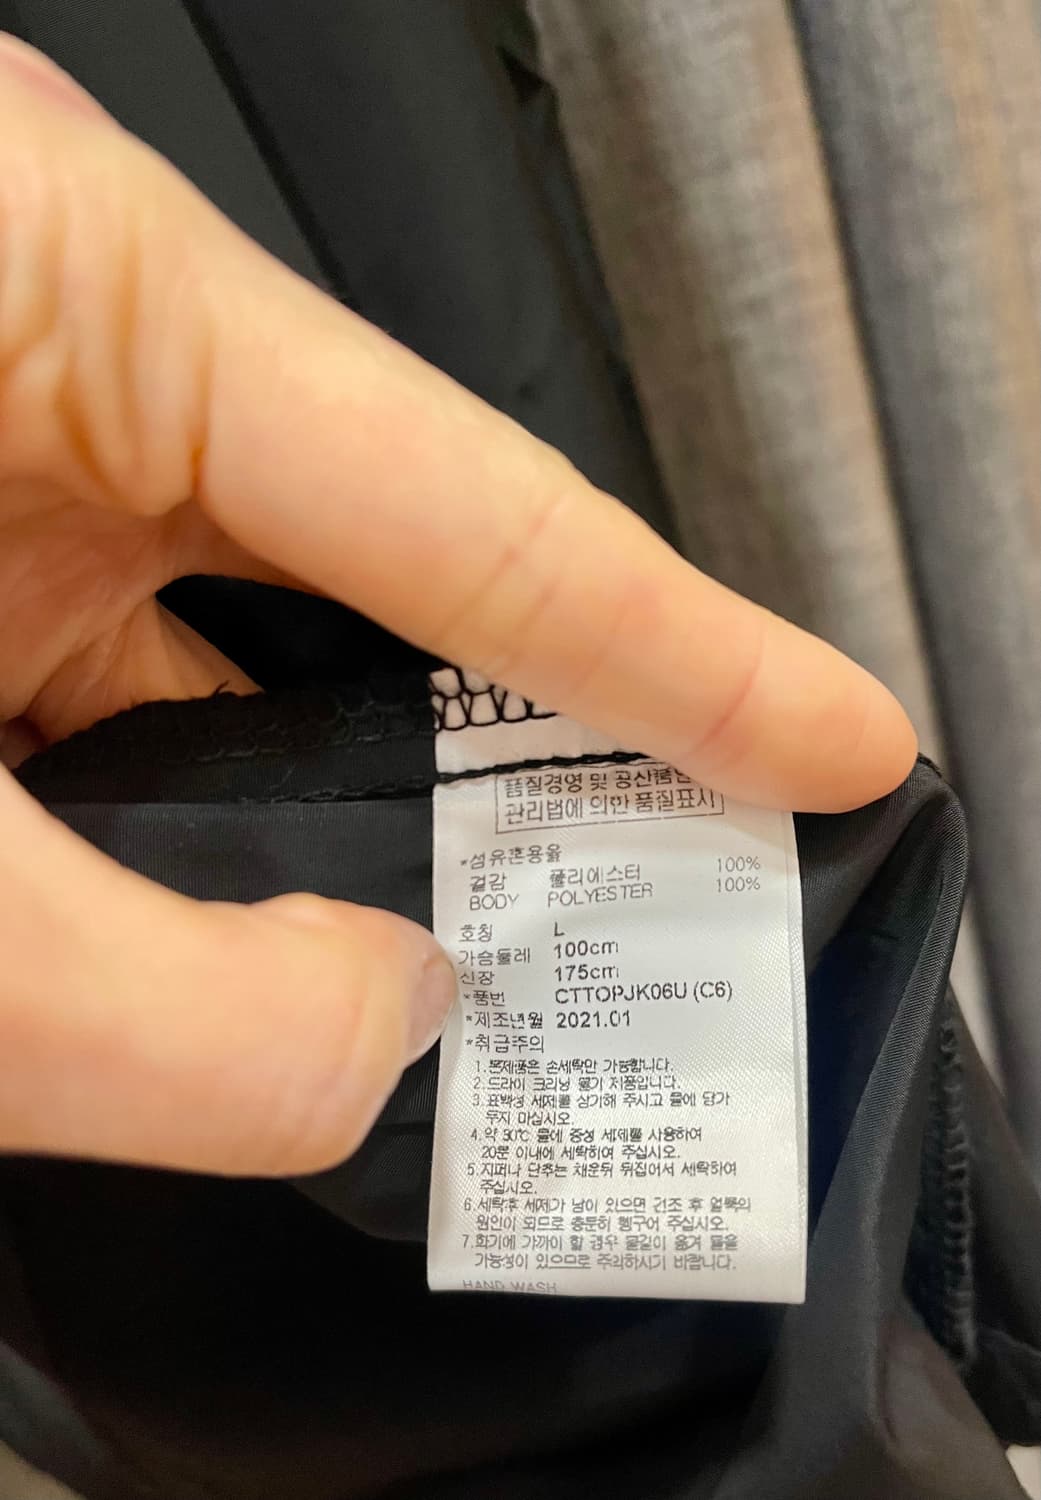 품질경영 및 공산품안
관리법에 의한 품질표시
*섬유혼용율
겉감 폴리에스터 100%
BODY POLYESTER 100%
호칭 L
가슴둘레 100cm
신장 175cm
*품번 CTTOPJK06U (C6)
*제조년월 2021.01
*취급주의
1.본제품은 손세탁만 가능합니다.
2.드라이 크리닝 불가 제품입니다.
3.표백성 세제를 삼가해 주시고 물에 담가
두지 마십시오.
4.약 30℃ 물에 중성 세제를 사용하여
20분 이내에 세탁하여 주십시오.
5.지퍼나 단추는 채운뒤 뒤집어서 세탁하여
주십시오.
6.세탁후 세제가 남아 있으면 건조 후 얼룩의
원인이 되므로 충분히 헹구어 주십시오.
7.화기에 가까이 할 경우 불길이 옮겨 붙을
가능성이 있으므로 주의하시기 바랍니다.
HAND WASH